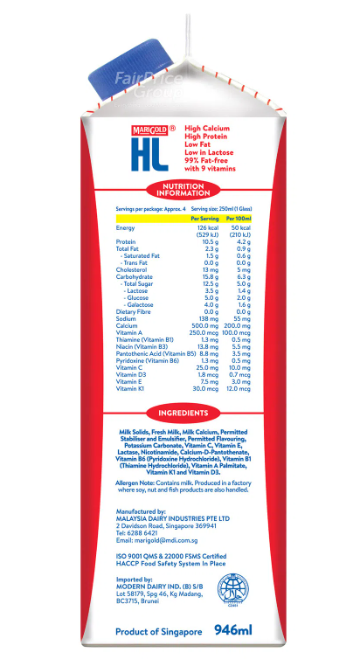 FairPrice
Group
MARIGOLD ®
HL
High Calcium
High Protein
Low Fat
Low in Lactose
99% Fat-free
with 9 vitamins
NUTRITION
INFORMATION
Servings per package: Approx. 4 Serving size: 250ml (1 Glass)
Per Serving Per 100ml
Energy 126 kcal 50 kcal
(529 kJ) (210 kJ)
Protein 10.5 g 4.2 g
Total Fat 2.3 g 0.9 g
- Saturated Fat 1.5 g 0.6 g
- Trans Fat 0.0 g 0.0 g
Cholesterol 13 mg 5 mg
Carbohydrate 15.8 g 6.3 g
- Total Sugar 12.5 g 5.0 g
- Lactose 3.5 g 1.4 g
- Glucose 5.0 g 2.0 g
- Galactose 4.0 g 1.6 g
Dietary Fibre 0.0 g 0.0 g
Sodium 138 mg 55 mg
Calcium 500.0 mg 200.0 mg
Vitamin A 250.0 mcg 100.0 mcg
Thiamine (Vitamin B1) 1.3 mg 0.5 mg
Niacin (Vitamin B3) 13.8 mg 5.5 mg
Pantothenic Acid (Vitamin B5) 8.8 mg 3.5 mg
Pyridoxine (Vitamin B6) 1.3 mg 0.5 mg
Vitamin C 25.0 mg 10.0 mg
Vitamin D3 1.8 mcg 0.7 mcg
Vitamin E 7.5 mg 3.0 mg
Vitamin K1 30.0 mcg 12.0 mcg
INGREDIENTS
Milk Solids, Fresh Milk, Milk Calcium, Permitted
Stabiliser and Emulsifier, Permitted Flavouring,
Potassium Carbonate, Vitamin C, Vitamin E,
Lactase, Nicotinamide, Calcium-D-Pantothenate,
Vitamin B6 (Pyridoxine Hydrochloride), Vitamin B1
(Thiamine Hydrochloride), Vitamin A Palmitate,
Vitamin K1 and Vitamin D3.
Allergen Note: Contains milk. Produced in a factory
where soy, nut and fish products are also handled.
Manufactured by:
MALAYSIA DAIRY INDUSTRIES PTE LTD
2 Davidson Road, Singapore 369941
Tel: 6288 6421
Email: marigold@mdi.com.sg
ISO 9001 QMS & 22000 FSMS Certified
HACCP Food Safety System In Place
Imported by:
MODERN DAIRY IND. (B) S/B
Lot 58179, Spg 46, Kg Madang,
BC3715, Brunei
Product of Singapore 946ml